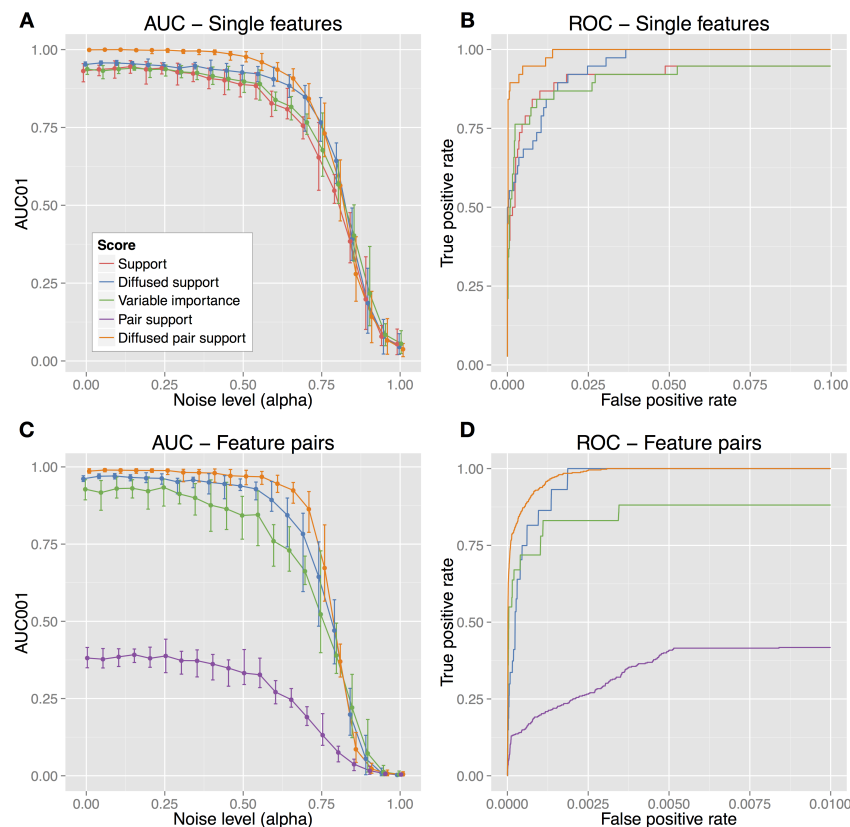 A
AUC − Single features
1.00
0.75
0.50
0.25
0.00
AUC01
Score
Support
Diffused support
Variable importance
Pair support
Diffused pair support
0.00 0.25 0.50 0.75 1.00
Noise level (alpha)
B
ROC − Single features
1.00
0.75
0.50
0.25
0.00
True positive rate
0.000 0.025 0.050 0.075 0.100
False positive rate
C
AUC − Feature pairs
1.00
0.75
0.50
0.25
0.00
AUC001
0.00 0.25 0.50 0.75 1.00
Noise level (alpha)
D
ROC − Feature pairs
1.00
0.75
0.50
0.25
0.00
True positive rate
0.0000 0.0025 0.0050 0.0075 0.0100
False positive rate